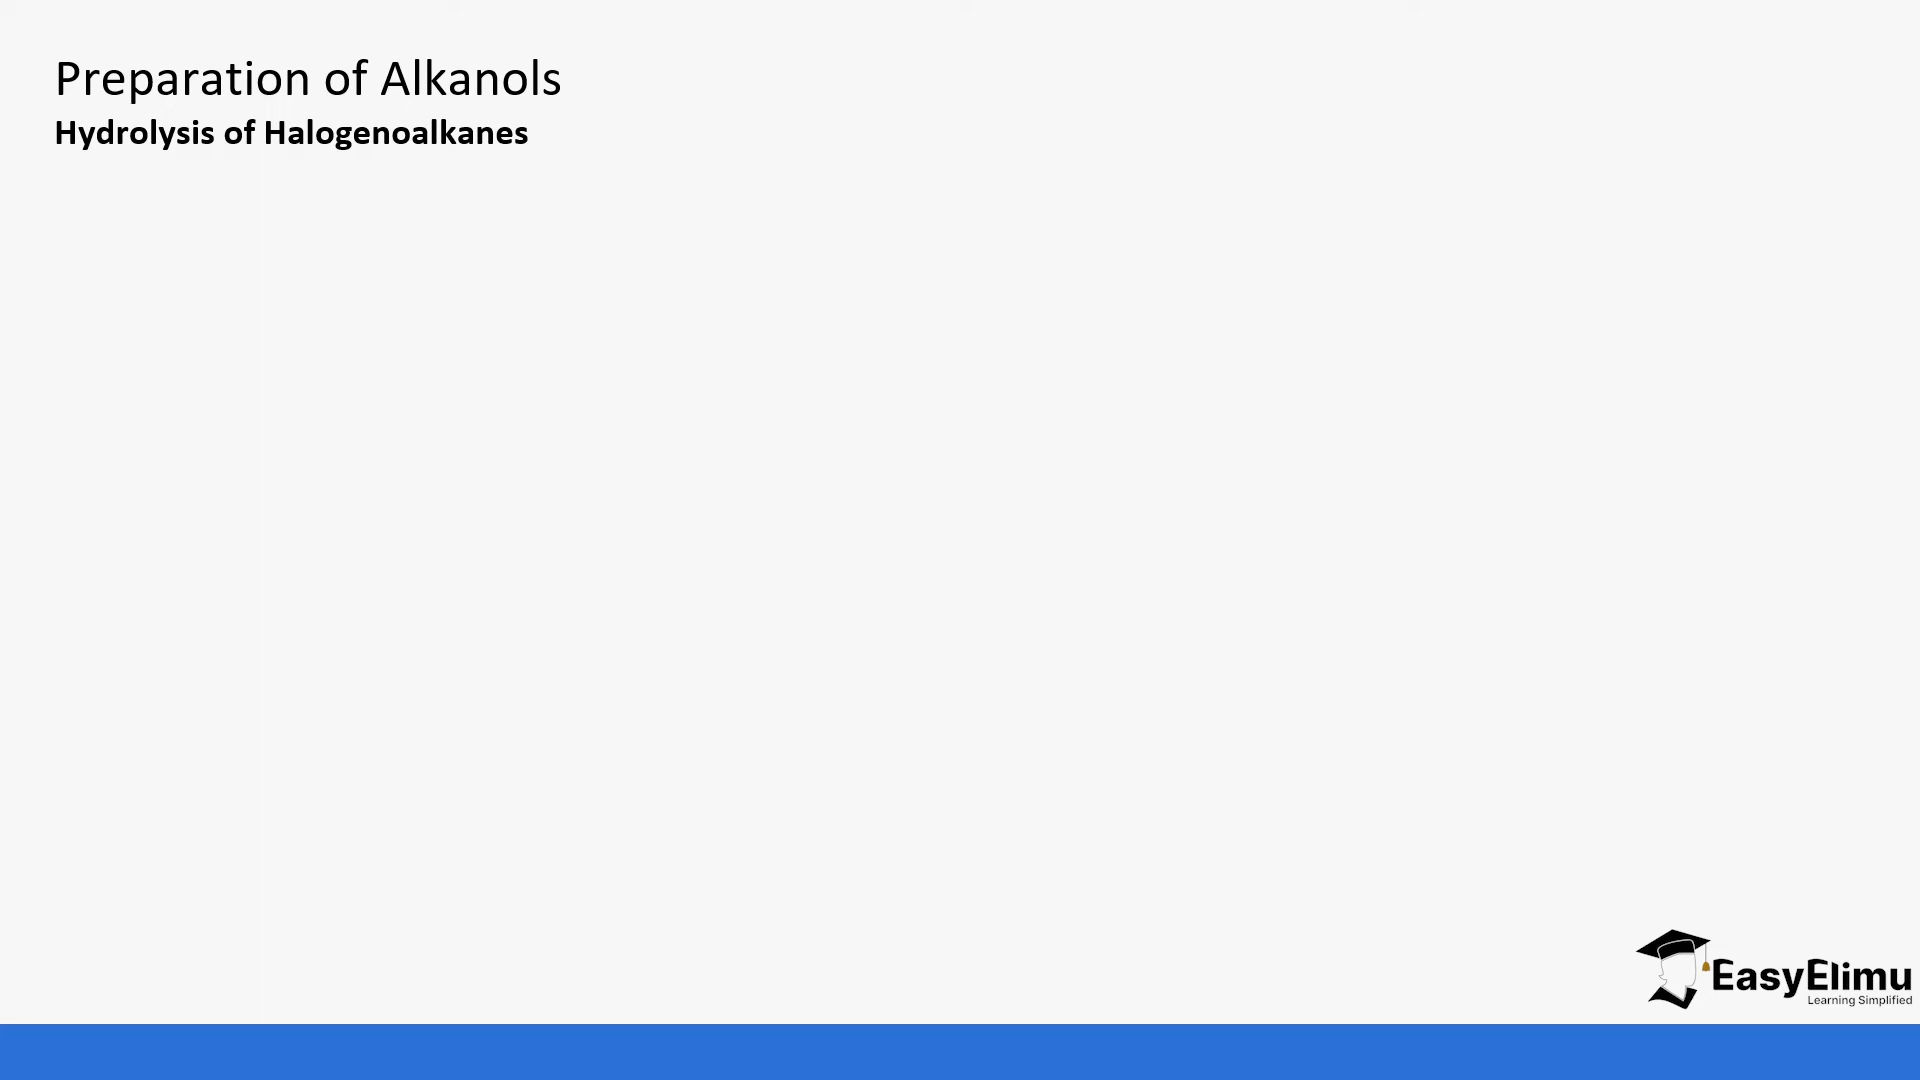 Preparation of Alkanols
Hydrolysis of Halogenoalkanes
EasyElimu
Learning Simplified